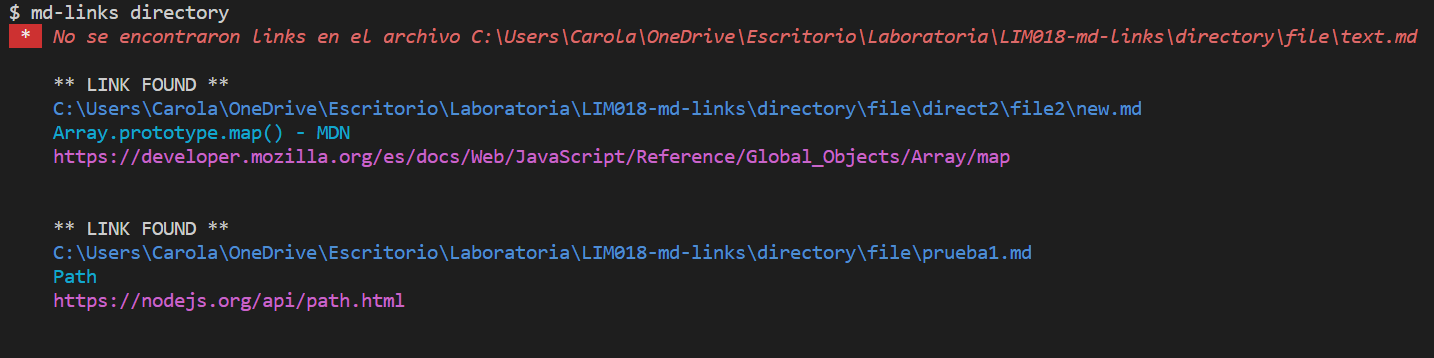 $ md-links directory
* No se encontraron links en el archivo C:\Users\Carola\OneDrive\Escritorio\Laboratoria\LIM018-md-links\directory\file\text.md
** LINK FOUND **
C:\Users\Carola\OneDrive\Escritorio\Laboratoria\LIM018-md-links\directory\file\direct2\file2\new.md
Array.prototype.map() - MDN
https://developer.mozilla.org/es/docs/Web/JavaScript/Reference/Global_Objects/Array/map
** LINK FOUND **
C:\Users\Carola\OneDrive\Escritorio\Laboratoria\LIM018-md-links\directory\file\prueba1.md
Path
https://nodejs.org/api/path.html